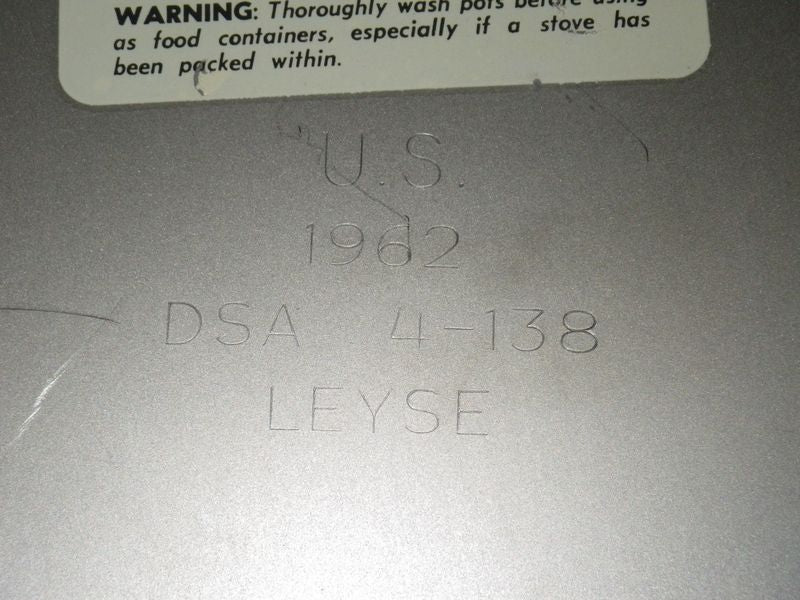 WARNING: Thoroughly wash pots before using
as food containers, especially if a stove has
been packed within.
U.S.
1962
DSA 4-138
LEYSE